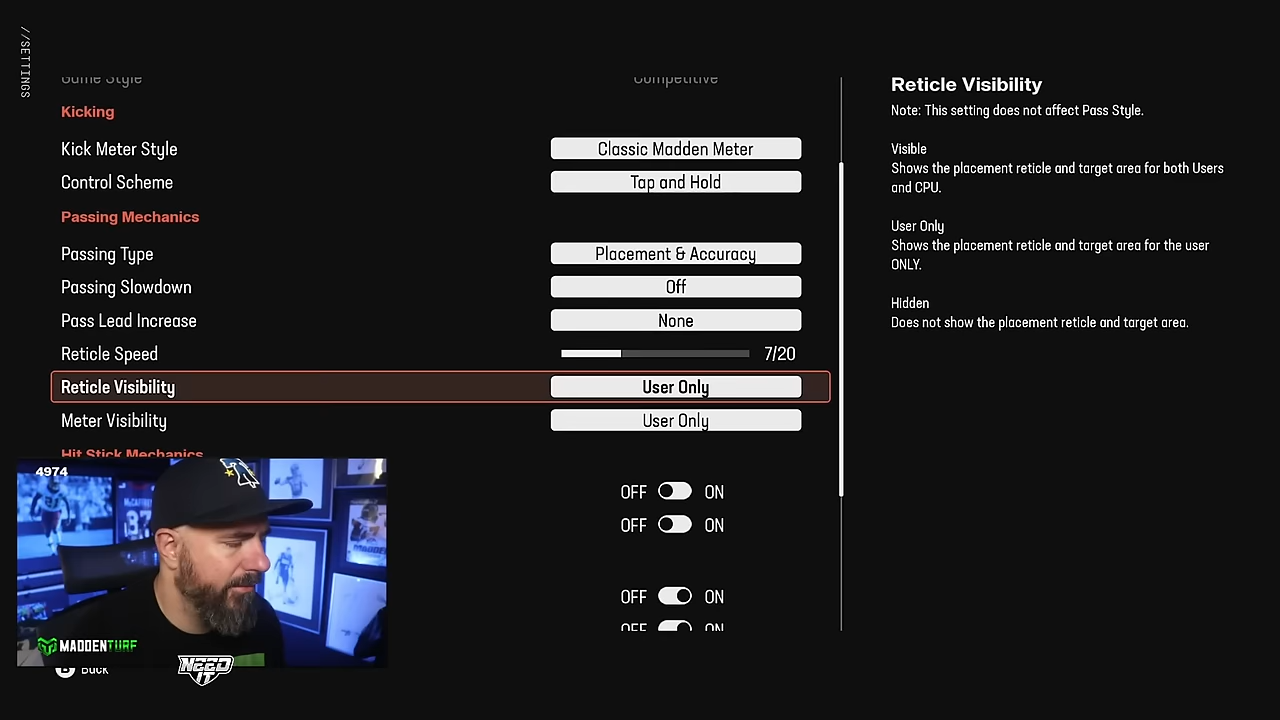 //SETTINGS
Game Style Competitive
Kicking
Kick Meter Style Classic Madden Meter
Control Scheme Tap and Hold
Passing Mechanics
Passing Type Placement & Accuracy
Passing Slowdown Off
Pass Lead Increase None
Reticle Speed 7/20
Reticle Visibility User Only
Meter Visibility User Only
Hit Stick Mechanics
OFF ON
OFF ON
OFF ON
OFF ON
Reticle Visibility
Note: This setting does not affect Pass Style.
Visible
Shows the placement reticle and target area for both Users
and CPU.
User Only
Shows the placement reticle and target area for the user
ONLY.
Hidden
Does not show the placement reticle and target area.
4974
McCAFFREY
MADDENTURF
B Back
NEED
IT